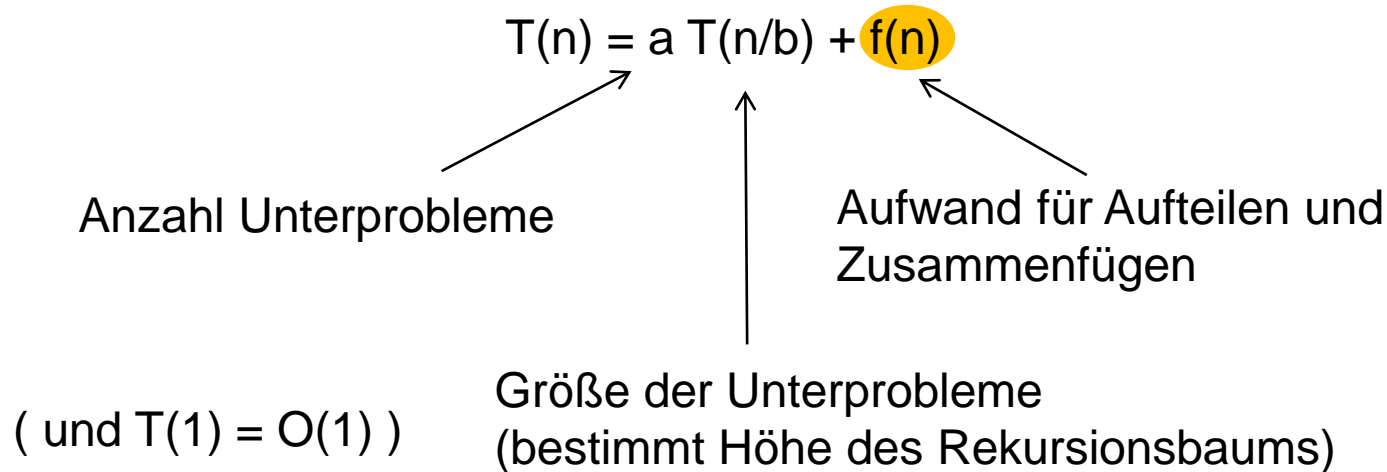 T(n) = a T(n/b) + f(n)
Anzahl Unterprobleme
Aufwand für Aufteilen und
Zusammenfügen
( und T(1) = O(1) )
Größe der Unterprobleme
(bestimmt Höhe des Rekursionsbaums)